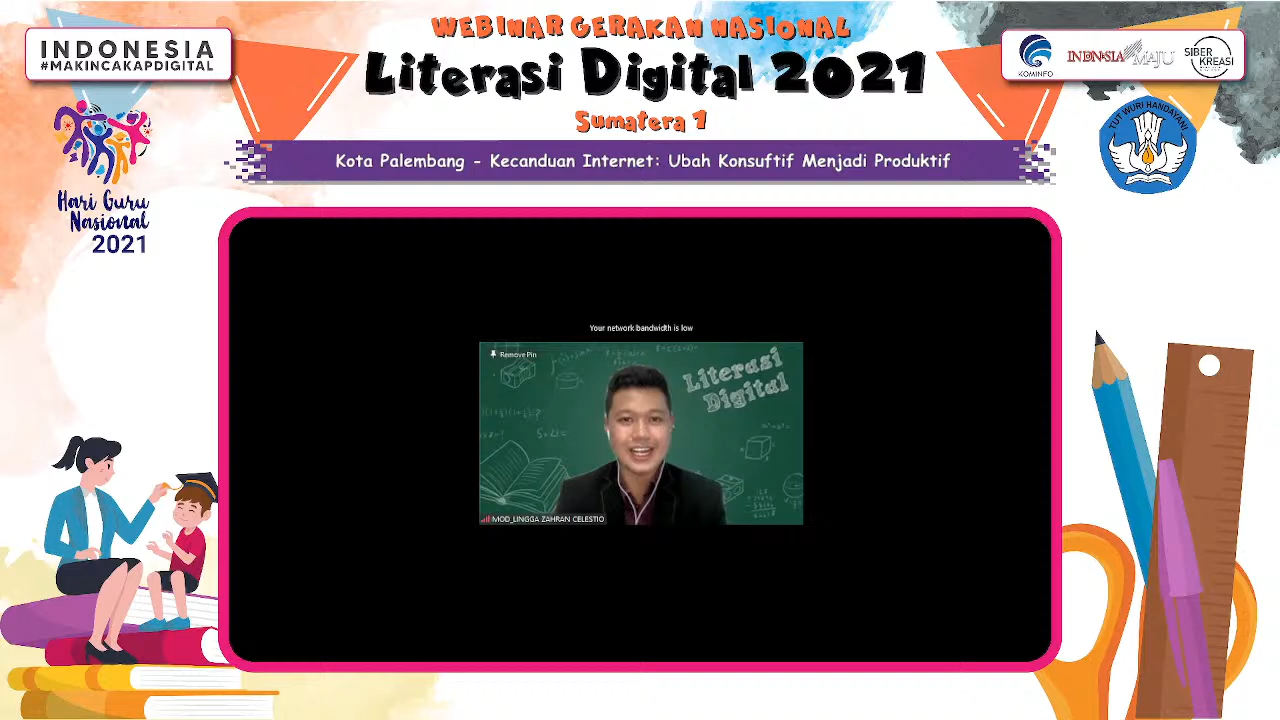 INDONESIA
#MAKINCAKAPDIGITAL
WEBINAR GERAKAN NASIONAL
Literasi Digital 2021
Sumatera 1
KOMINFO
INDONESIA MAJU
SIBER
KREASI
Kota Palembang - Kecanduan Internet: Ubah Konsuftif Menjadi Produktif
Hari Guru
Nasional
2021
TUT WURI HANDAYANI
Your network bandwidth is low
Remove Pin
Literasi
Digital
MOD_LINGGA ZAHRAN CELESTIO